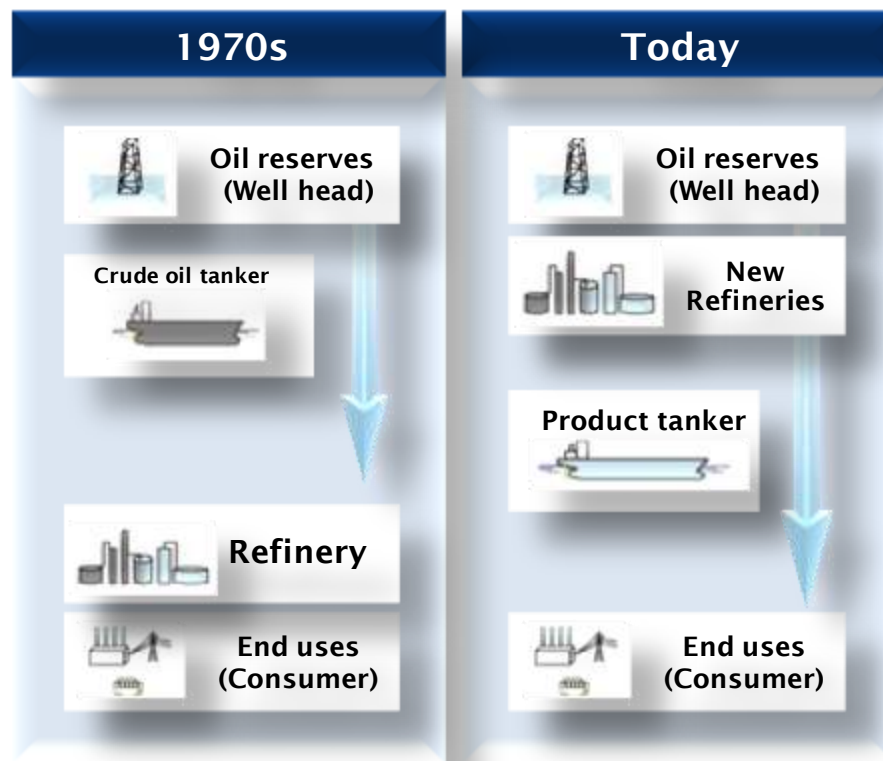 1970s
Oil reserves
(Well head)
Crude oil tanker
Refinery
End uses
(Consumer)
Today
Oil reserves
(Well head)
New
Refineries
Product tanker
End uses
(Consumer)